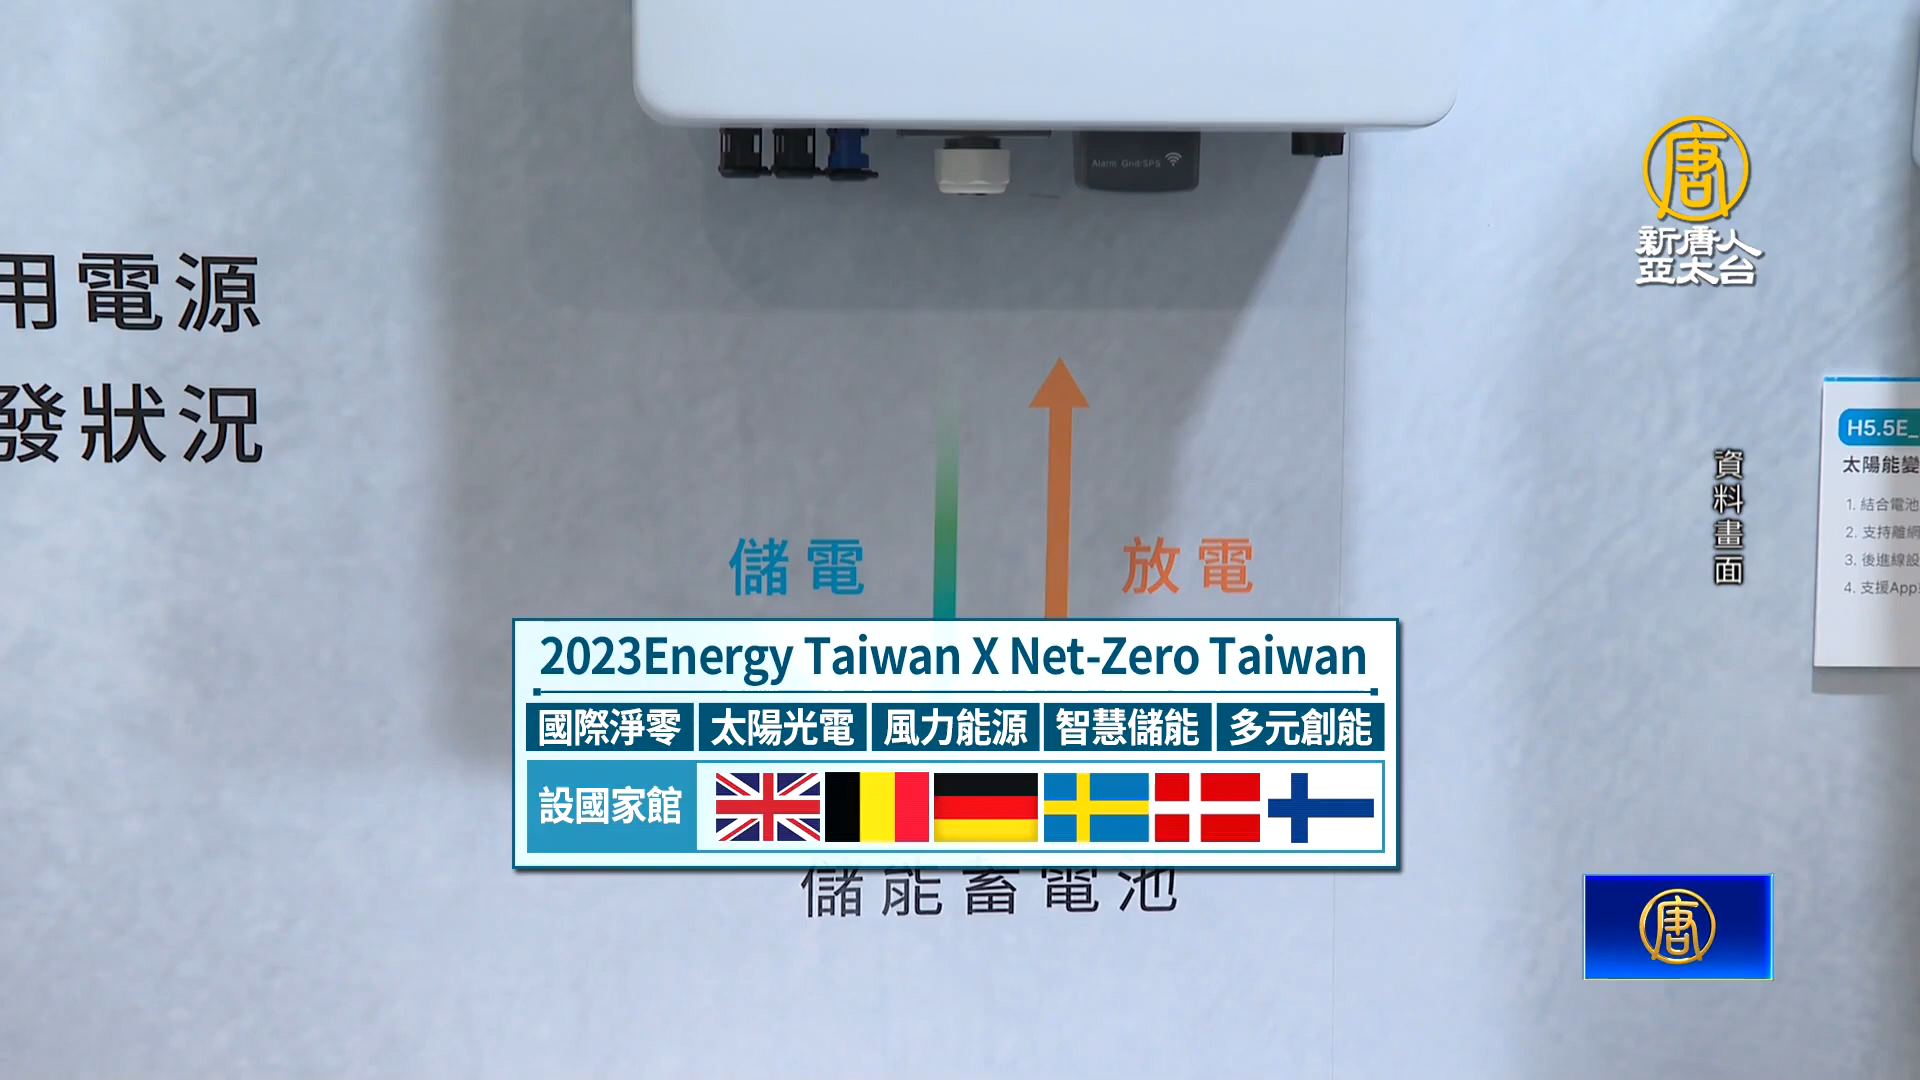 Alarm Grid/SPS
唐
新唐人
亞太台
用電源
發狀況
儲電
放電
資料畫面
H5.5E_
太陽能變
1. 結合電池
2. 支持離網
3. 後進線設
4. 支援App
2023Energy Taiwan X Net-Zero Taiwan
國際淨零 太陽光電 風力能源 智慧儲能 多元創能
設國家館
儲能蓄電池
唐